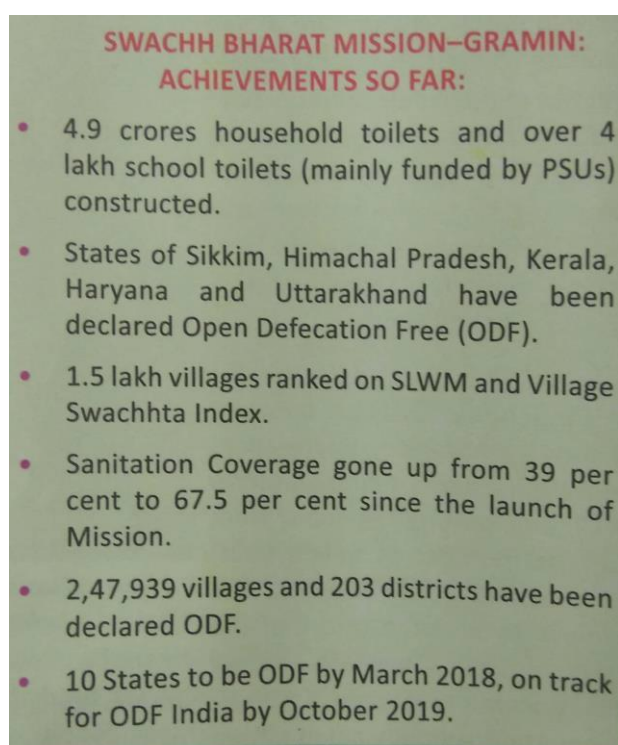 SWACHH BHARAT MISSION–GRAMIN:
ACHIEVEMENTS SO FAR:
• 4.9 crores household toilets and over 4
lakh school toilets (mainly funded by PSUs)
constructed.
• States of Sikkim, Himachal Pradesh, Kerala,
Haryana and Uttarakhand have been
declared Open Defecation Free (ODF).
• 1.5 lakh villages ranked on SLWM and Village
Swachhta Index.
• Sanitation Coverage gone up from 39 per
cent to 67.5 per cent since the launch of
Mission.
• 2,47,939 villages and 203 districts have been
declared ODF.
• 10 States to be ODF by March 2018, on track
for ODF India by October 2019.